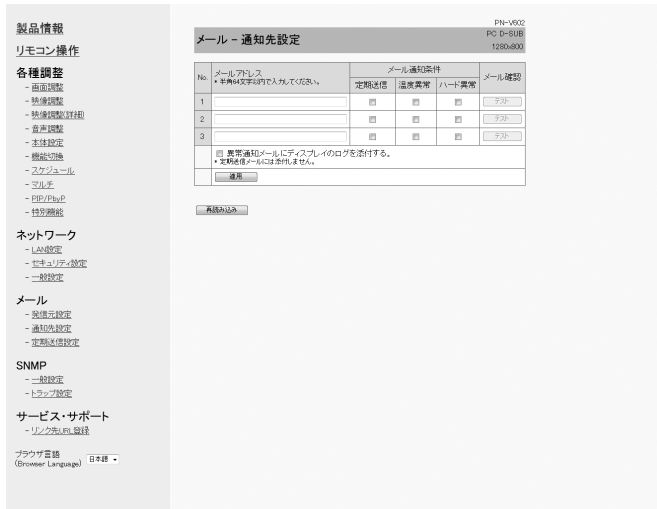 製品情報
リモコン操作
各種調整
- 画面調整
- 映像調整
- 映像調整(詳細)
- 音声調整
- 本体設定
- 機能切換
- スケジュール
- マルチ
- PIP/PbyP
- 特別機能
ネットワーク
- LAN設定
- セキュリティ設定
- 一般設定
メール
- 発信元設定
- 通知先設定
- 定期送信設定
SNMP
- 一般設定
- トラップ設定
サービス・サポート
- リンク先URL登録
ブラウザ言語
(Browser Language) 日本語
PN-V602
メール - 通知先設定 PC D-SUB
1280x800
No. メールアドレス メール通知条件 メール確認
* 半角64文字以内で入力してください。 定期送信 温度異常 ハード異常
1 テスト
2 テスト
3 テスト
異常通知メールにディスプレイのログを添付する。
* 定期送信メールには添付しません。
適用
再読み込み